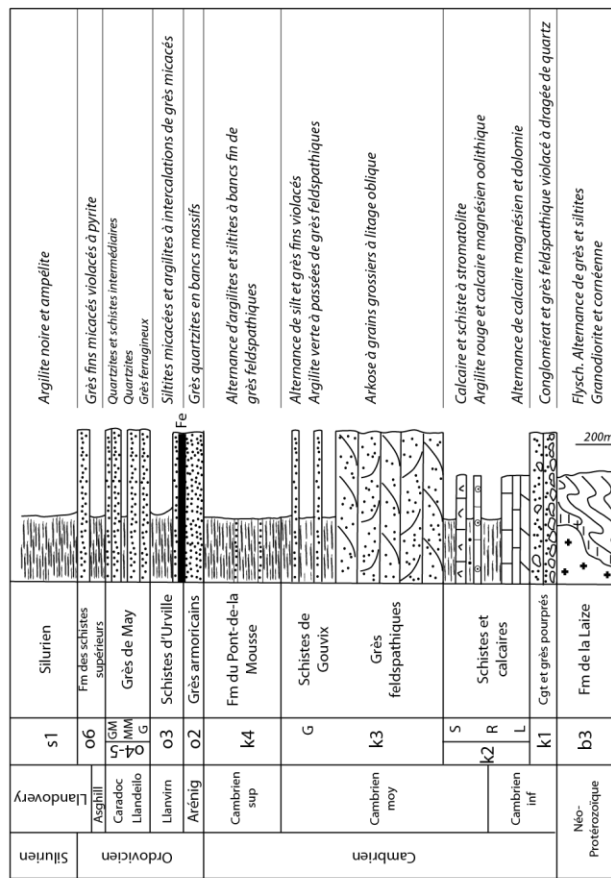 Argilite noire et ampélite
Grès fins micacés violacés à pyrite
Quartzites et schistes intermédiaires
Quartzites
Grès ferrugineux
Siltites micacées et argilites à intercalations de grès micacés
Grès quartzites en bancs massifs
Alternance d'argilites et siltites à bancs fin de
grès feldspathiques
Alternance de silt et grès fins violacés
Argilite verte à passées de grès feldspathiques
Arkose à grains grossiers à litage oblique
Calcaire et schiste à stromatolite
Argilite rouge et calcaire magnésien oolithique
Alternance de calcaire magnésien et dolomie
Conglomérat et grès feldspathique violacé à dragée de quartz
Flysch. Alternance de grès et siltites
Granodiorite et cornéenne
Fe
200m
Silurien
Fm des schistes
supérieurs
Grès de May
Schistes d'Urville
Grès armoricains
Fm du Pont-de-la
Mousse
Schistes de
Gouvix
Grès
feldspathiques
Schistes et
calcaires
Cgt et grès pourprés
Fm de la Laize
s1
o6
o4-5
GM
MM
G
o3
o2
k4
G
k3
k2
S
R
L
k1
b3
Llandovery
Asghill
Caradoc
Llandeilo
Llanvirn
Arénig
Cambrien
sup
Cambrien
moy
Cambrien
inf
Néo-
Protérozoïque
Silurien
Ordovicien
Cambrien